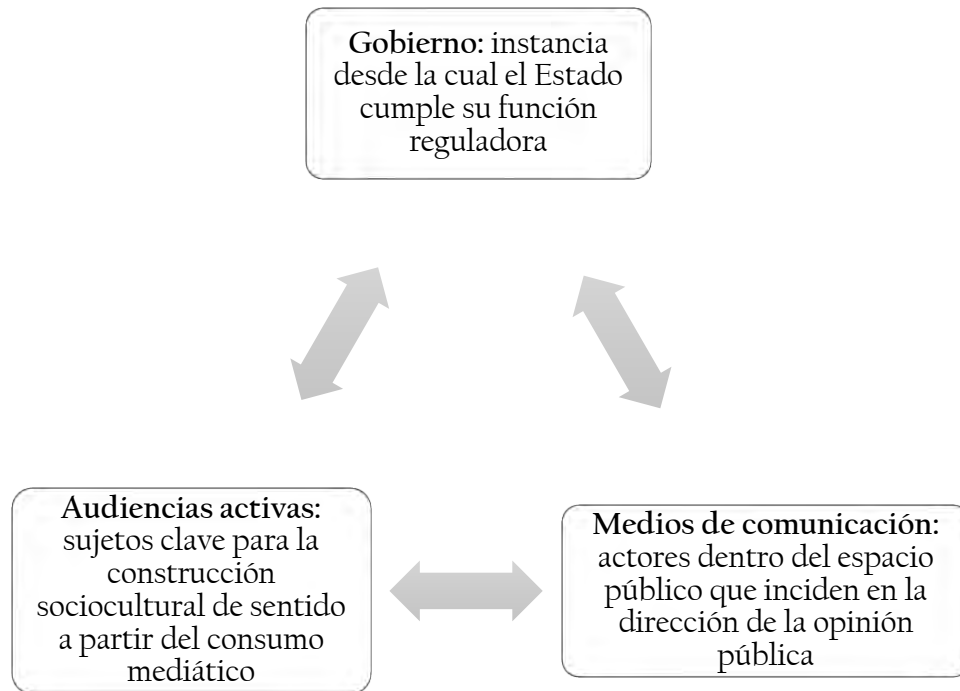 Gobierno: instancia
desde la cual el Estado
cumple su función
reguladora
Audiencias activas:
sujetos clave para la
construcción
sociocultural de sentido
a partir del consumo
mediático
Medios de comunicación:
actores dentro del espacio
público que inciden en la
dirección de la opinión
pública